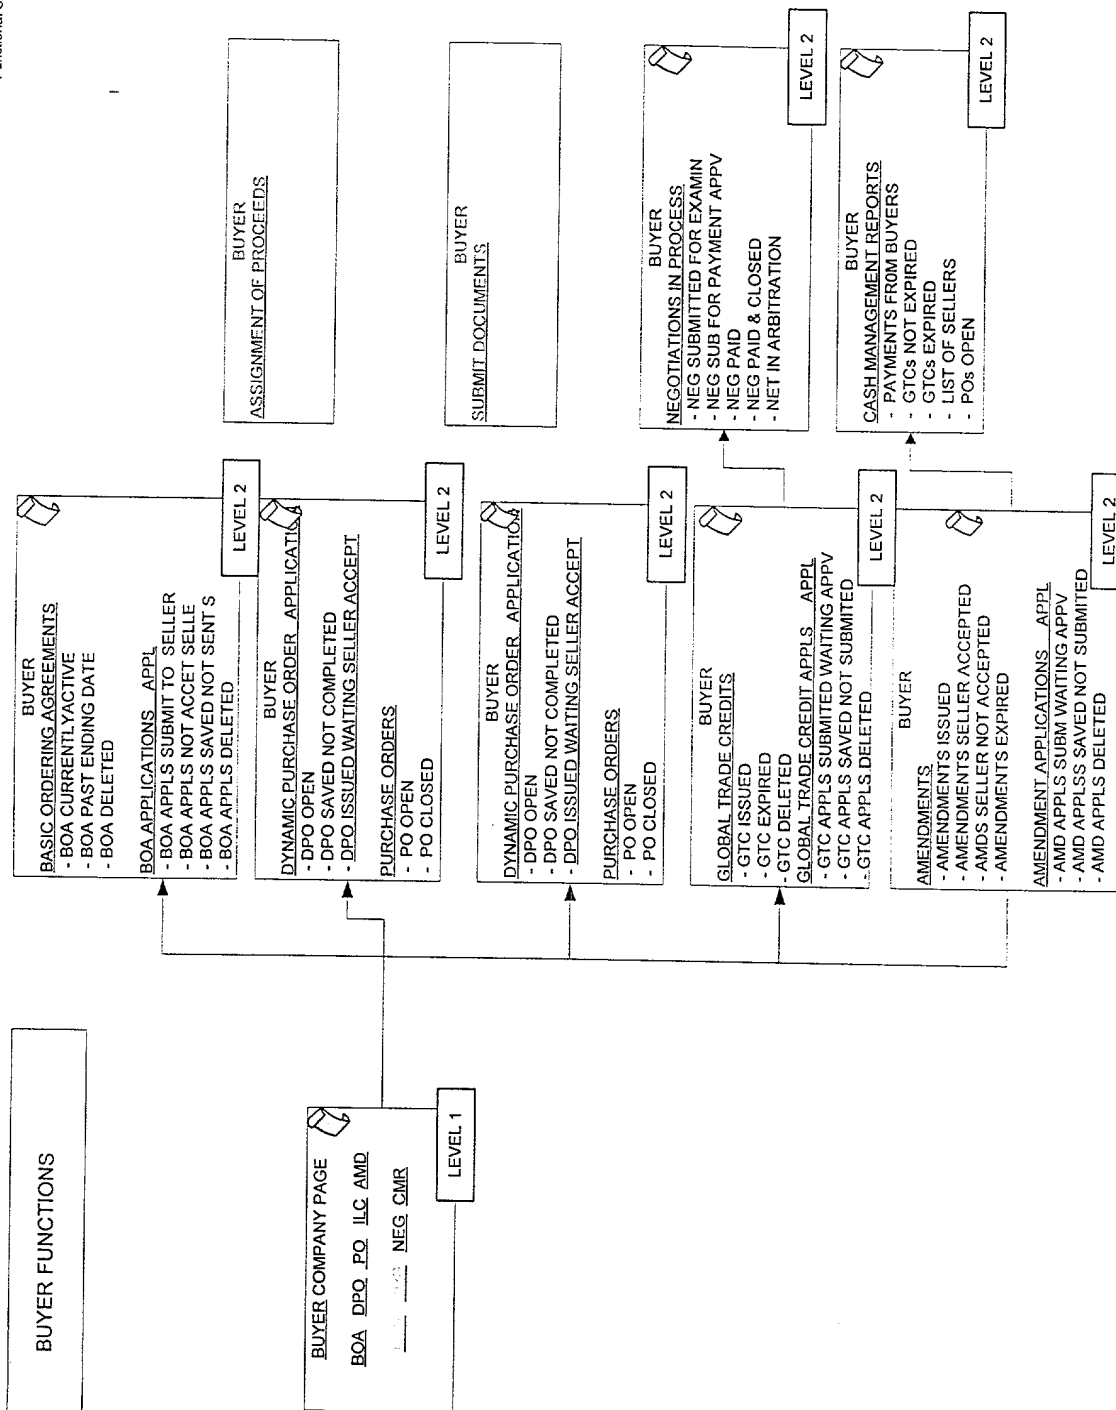 BUYER FUNCTIONS
BUYER COMPANY PAGE
BOA DPO PO ILC AMD
NEG CMR
LEVEL 1
BUYER
BASIC ORDERING AGREEMENTS
- BOA CURRENTLYACTIVE
- BOA PAST ENDING DATE
- BOA DELETED
BOA APPLICATIONS APPL
- BOA APPLS SUBMIT TO SELLER
- BOA APPLS NOT ACCET SELLE
- BOA APPLS SAVED NOT SENT S
- BOA APPLS DELETED
LEVEL 2
BUYER
DYNAMIC PURCHASE ORDER APPLICATION
- DPO OPEN
- DPO SAVED NOT COMPLETED
- DPO ISSUED WAITING SELLER ACCEPT
PURCHASE ORDERS
- PO OPEN
- PO CLOSED
LEVEL 2
BUYER
DYNAMIC PURCHASE ORDER APPLICATION
- DPO OPEN
- DPO SAVED NOT COMPLETED
- DPO ISSUED WAITING SELLER ACCEPT
PURCHASE ORDERS
- PO OPEN
- PO CLOSED
LEVEL 2
BUYER
GLOBAL TRADE CREDITS
- GTC ISSUED
- GTC EXPIRED
- GTC DELETED
GLOBAL TRADE CREDIT APPLS APPL
- GTC APPLS SUBMITED WAITING APPV
- GTC APPLS SAVED NOT SUBMITED
- GTC APPLS DELETED
LEVEL 2
BUYER
AMENDMENTS
- AMENDMENTS ISSUED
- AMENDMENTS SELLER ACCEPTED
- AMDS SELLER NOT ACCEPTED
- AMENDMENTS EXPIRED
AMENDMENT APPLICATIONS APPL
- AMD APPLS SUBM WAITING APPV
- AMD APPLSS SAVED NOT SUBMITED
- AMD APPLS DELETED
LEVEL 2
BUYER
ASSIGNMENT OF PROCEEDS
BUYER
SUBMIT DOCUMENTS
BUYER
NEGOTIATIONS IN PROCESS
- NEG SUBMITTED FOR EXAMIN
- NEG SUB FOR PAYMENT APPV
- NEG PAID
- NEG PAID & CLOSED
- NET IN ARBITRATION
LEVEL 2
BUYER
CASH MANAGEMENT REPORTS
- PAYMENTS FR0M BUYERS
- GTCs NOT EXPIRED
- GTCs EXPIRED
- LIST OF SELLERS
- POs OPEN
LEVEL 2